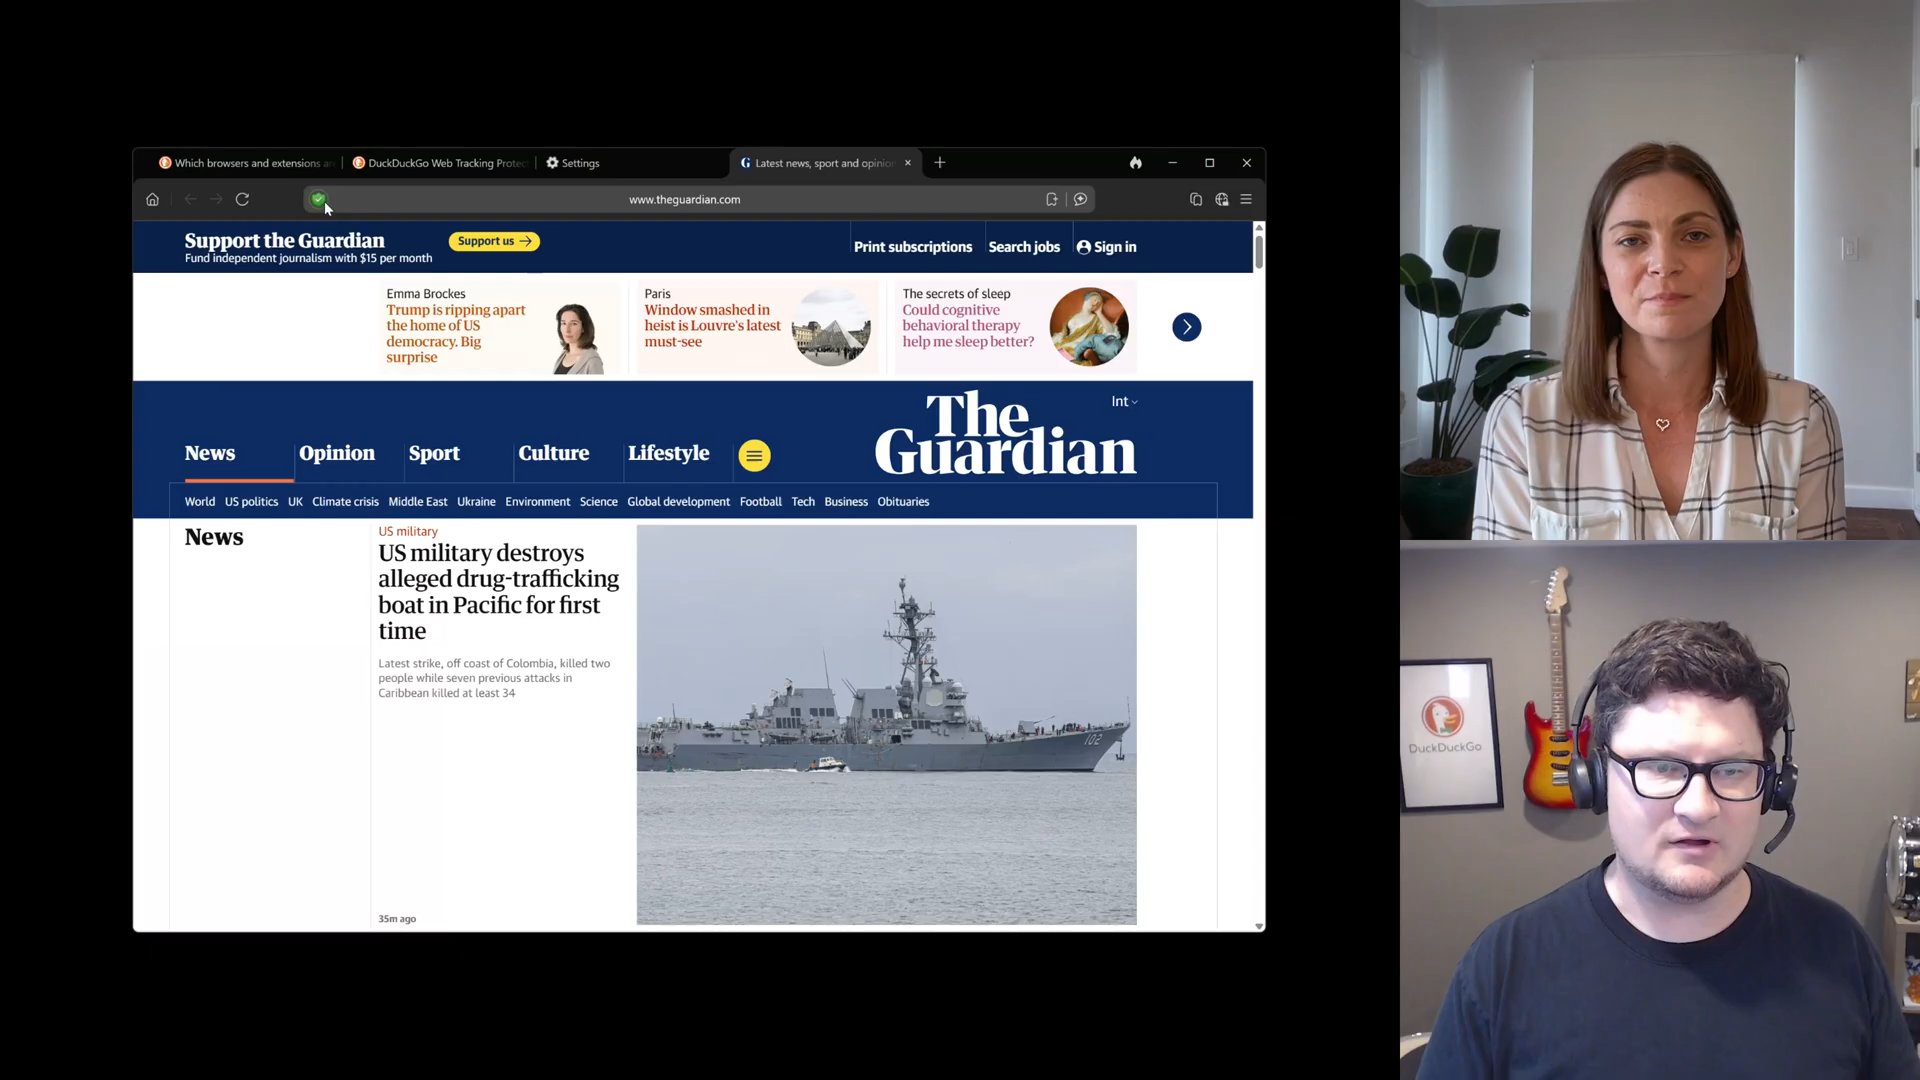 Which browsers and extensions ar
DuckDuckGo Web Tracking Protec
Settings
Latest news, sport and opinio
www.theguardian.com
Support the Guardian
Fund independent journalism with $15 per month
Support us
Print subscriptions
Search jobs
Sign in
Emma Brockes
Trump is ripping apart
the home of US
democracy. Big
surprise
Paris
Window smashed in
heist is Louvre's latest
must-see
The secrets of sleep
Could cognitive
behavioral therapy
help me sleep better?
Int
The
Guardian
News
Opinion
Sport
Culture
Lifestyle
World
US politics
UK
Climate crisis
Middle East
Ukraine
Environment
Science
Global development
Football
Tech
Business
Obituaries
News
US military
US military destroys
alleged drug-trafficking
boat in Pacific for first
time
Latest strike, off coast of Colombia, killed two
people while seven previous attacks in
Caribbean killed at least 34
35m ago
102
DuckDuckGo